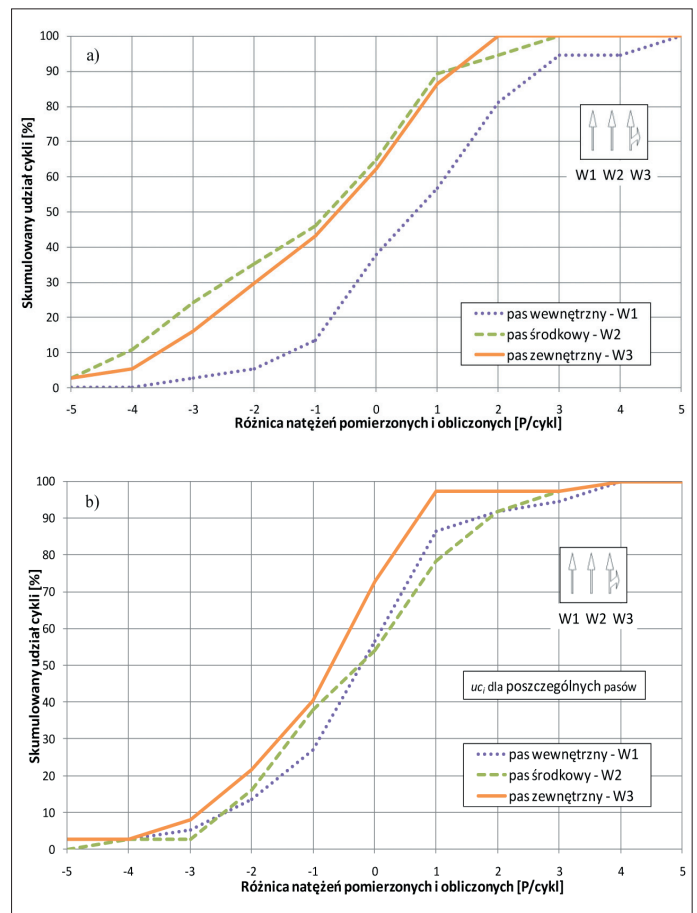 a)
Skumulowany udział cykli [%]
100
90
80
70
60
50
40
30
20
10
0
W1 W2 W3
pas wewnętrzny - W1
pas środkowy - W2
pas zewnętrzny - W3
-5 -4 -3 -2 -1 0 1 2 3 4 5
Różnica natężeń pomierzonych i obliczonych [P/cykl]
b)
Skumulowany udział cykli [%]
100
90
80
70
60
50
40
30
20
10
0
W1 W2 W3
uci dla poszczególnych pasów
pas wewnętrzny - W1
pas środkowy - W2
pas zewnętrzny - W3
-5 -4 -3 -2 -1 0 1 2 3 4 5
Różnica natężeń pomierzonych i obliczonych [P/cykl]